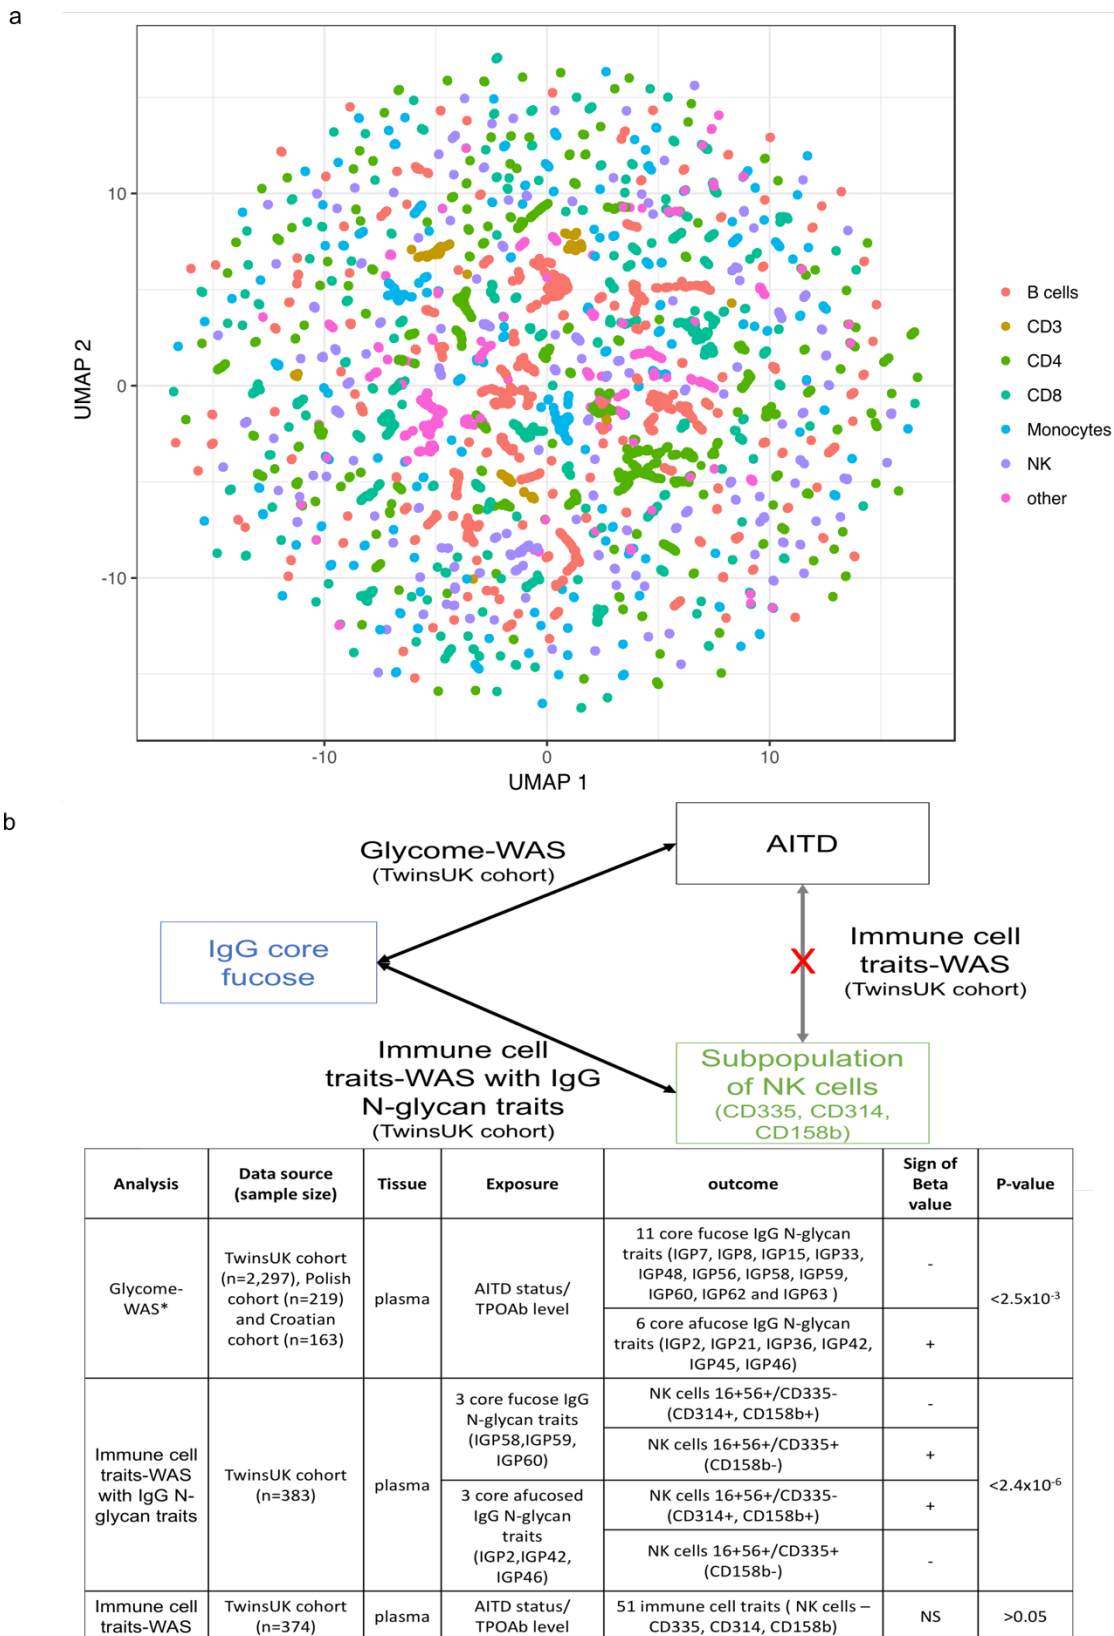 a
UMAP 2
10
0
-10
-10
0
10
UMAP 1
B cells
CD3
CD4
CD8
Monocytes
NK
other
b
Glycome-WAS
(TwinsUK cohort)
AITD
IgG core
fucose
Immune cell
traits-WAS
(TwinsUK cohort)
X
Immune cell
traits-WAS with IgG
N-glycan traits
(TwinsUK cohort)
Subpopulation
of NK cells
(CD335, CD314,
CD158b)
Analysis
Data source
(sample size)
Tissue
Exposure
outcome
Sign of
Beta
value
P-value
Glycome-
WAS*
TwinsUK cohort
(n=2,297), Polish
cohort (n=219)
and Croatian
cohort (n=163)
plasma
AITD status/
TPOAb level
11 core fucose IgG N-glycan
traits (IGP7, IGP8, IGP15, IGP33,
IGP48, IGP56, IGP58, IGP59,
IGP60, IGP62 and IGP63 )
-
6 core afucose IgG N-glycan
traits (IGP2, IGP21, IGP36, IGP42,
IGP45, IGP46)
+
<2.5x10⁻³
Immune cell
traits-WAS
with IgG N-
glycan traits
TwinsUK cohort
(n=383)
plasma
3 core fucose IgG
N-glycan traits
(IGP58,IGP59,
IGP60)
NK cells 16+56+/CD335-
(CD314+, CD158b+)
-
NK cells 16+56+/CD335+
(CD158b-)
+
3 core afucosed
IgG N-glycan
traits
(IGP2,IGP42,
IGP46)
NK cells 16+56+/CD335-
(CD314+, CD158b+)
+
NK cells 16+56+/CD335+
(CD158b-)
-
<2.4x10⁻⁶
Immune cell
traits-WAS
TwinsUK cohort
(n=374)
plasma
AITD status/
TPOAb level
51 immune cell traits ( NK cells –
CD335, CD314, CD158b)
NS
>0.05